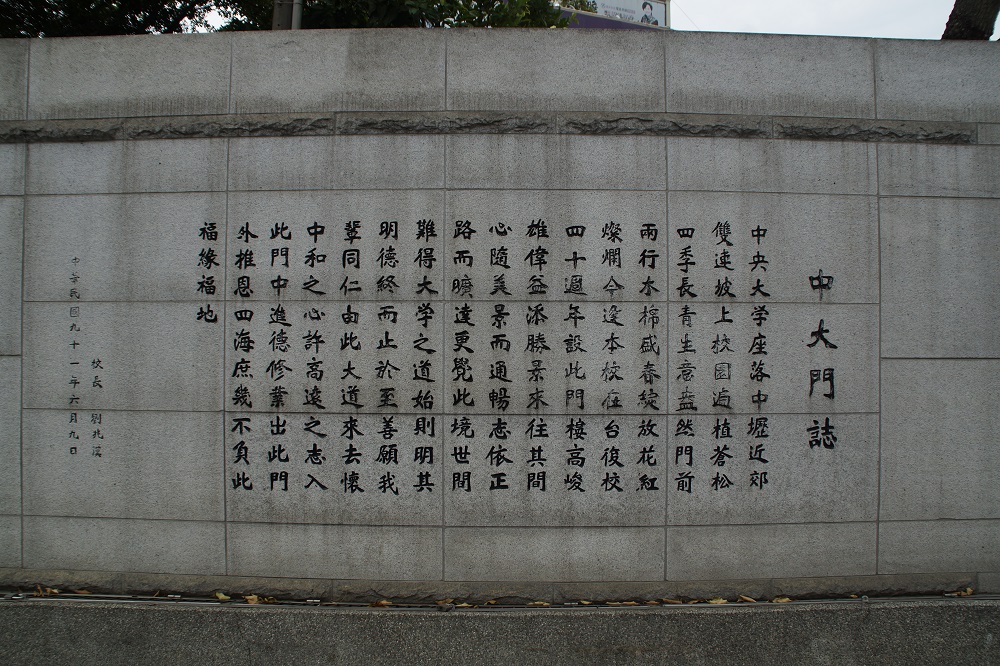 中大門誌
中央大学座落中壢近郊
雙連坡上校園遍植蒼松
四季長青生意盎然門前
兩行木棉盛春綻放花紅
燦爛今逢本校在台復校
四十週年設此門樓高峻
雄偉益添勝景來往其間
心隨美景而通暢志依正
路而曠達更覺此境世間
難得大学之道始則明其
明德終而止於至善願我
輩同仁由此大道來去懷
中和之心許高遠之志入
此門中進德修業出此門
外推恩四海庶幾不負此
福緣福地
校長 劉兆漢
中華民國九十一年六月九日